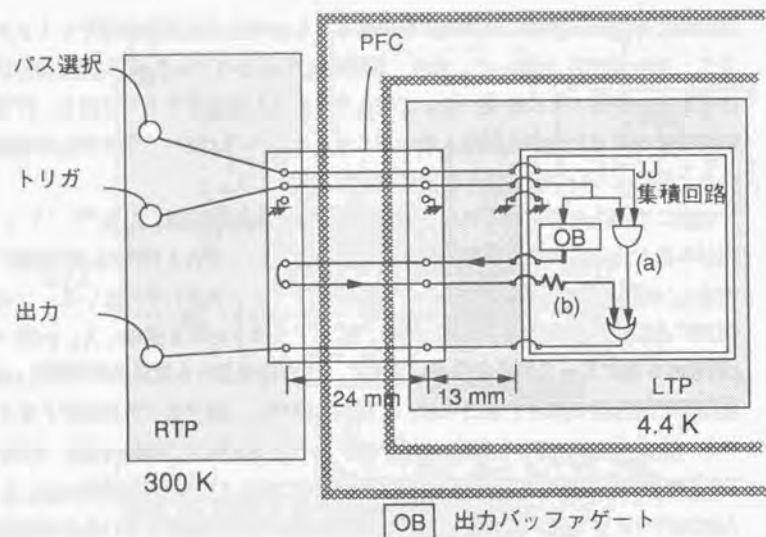 PFC
パス選択
トリガ
JJ
集積回路
OB
(a)
(b)
出力
24 mm
13 mm
RTP
LTP
4.4 K
300 K
OB 出力バッファゲート